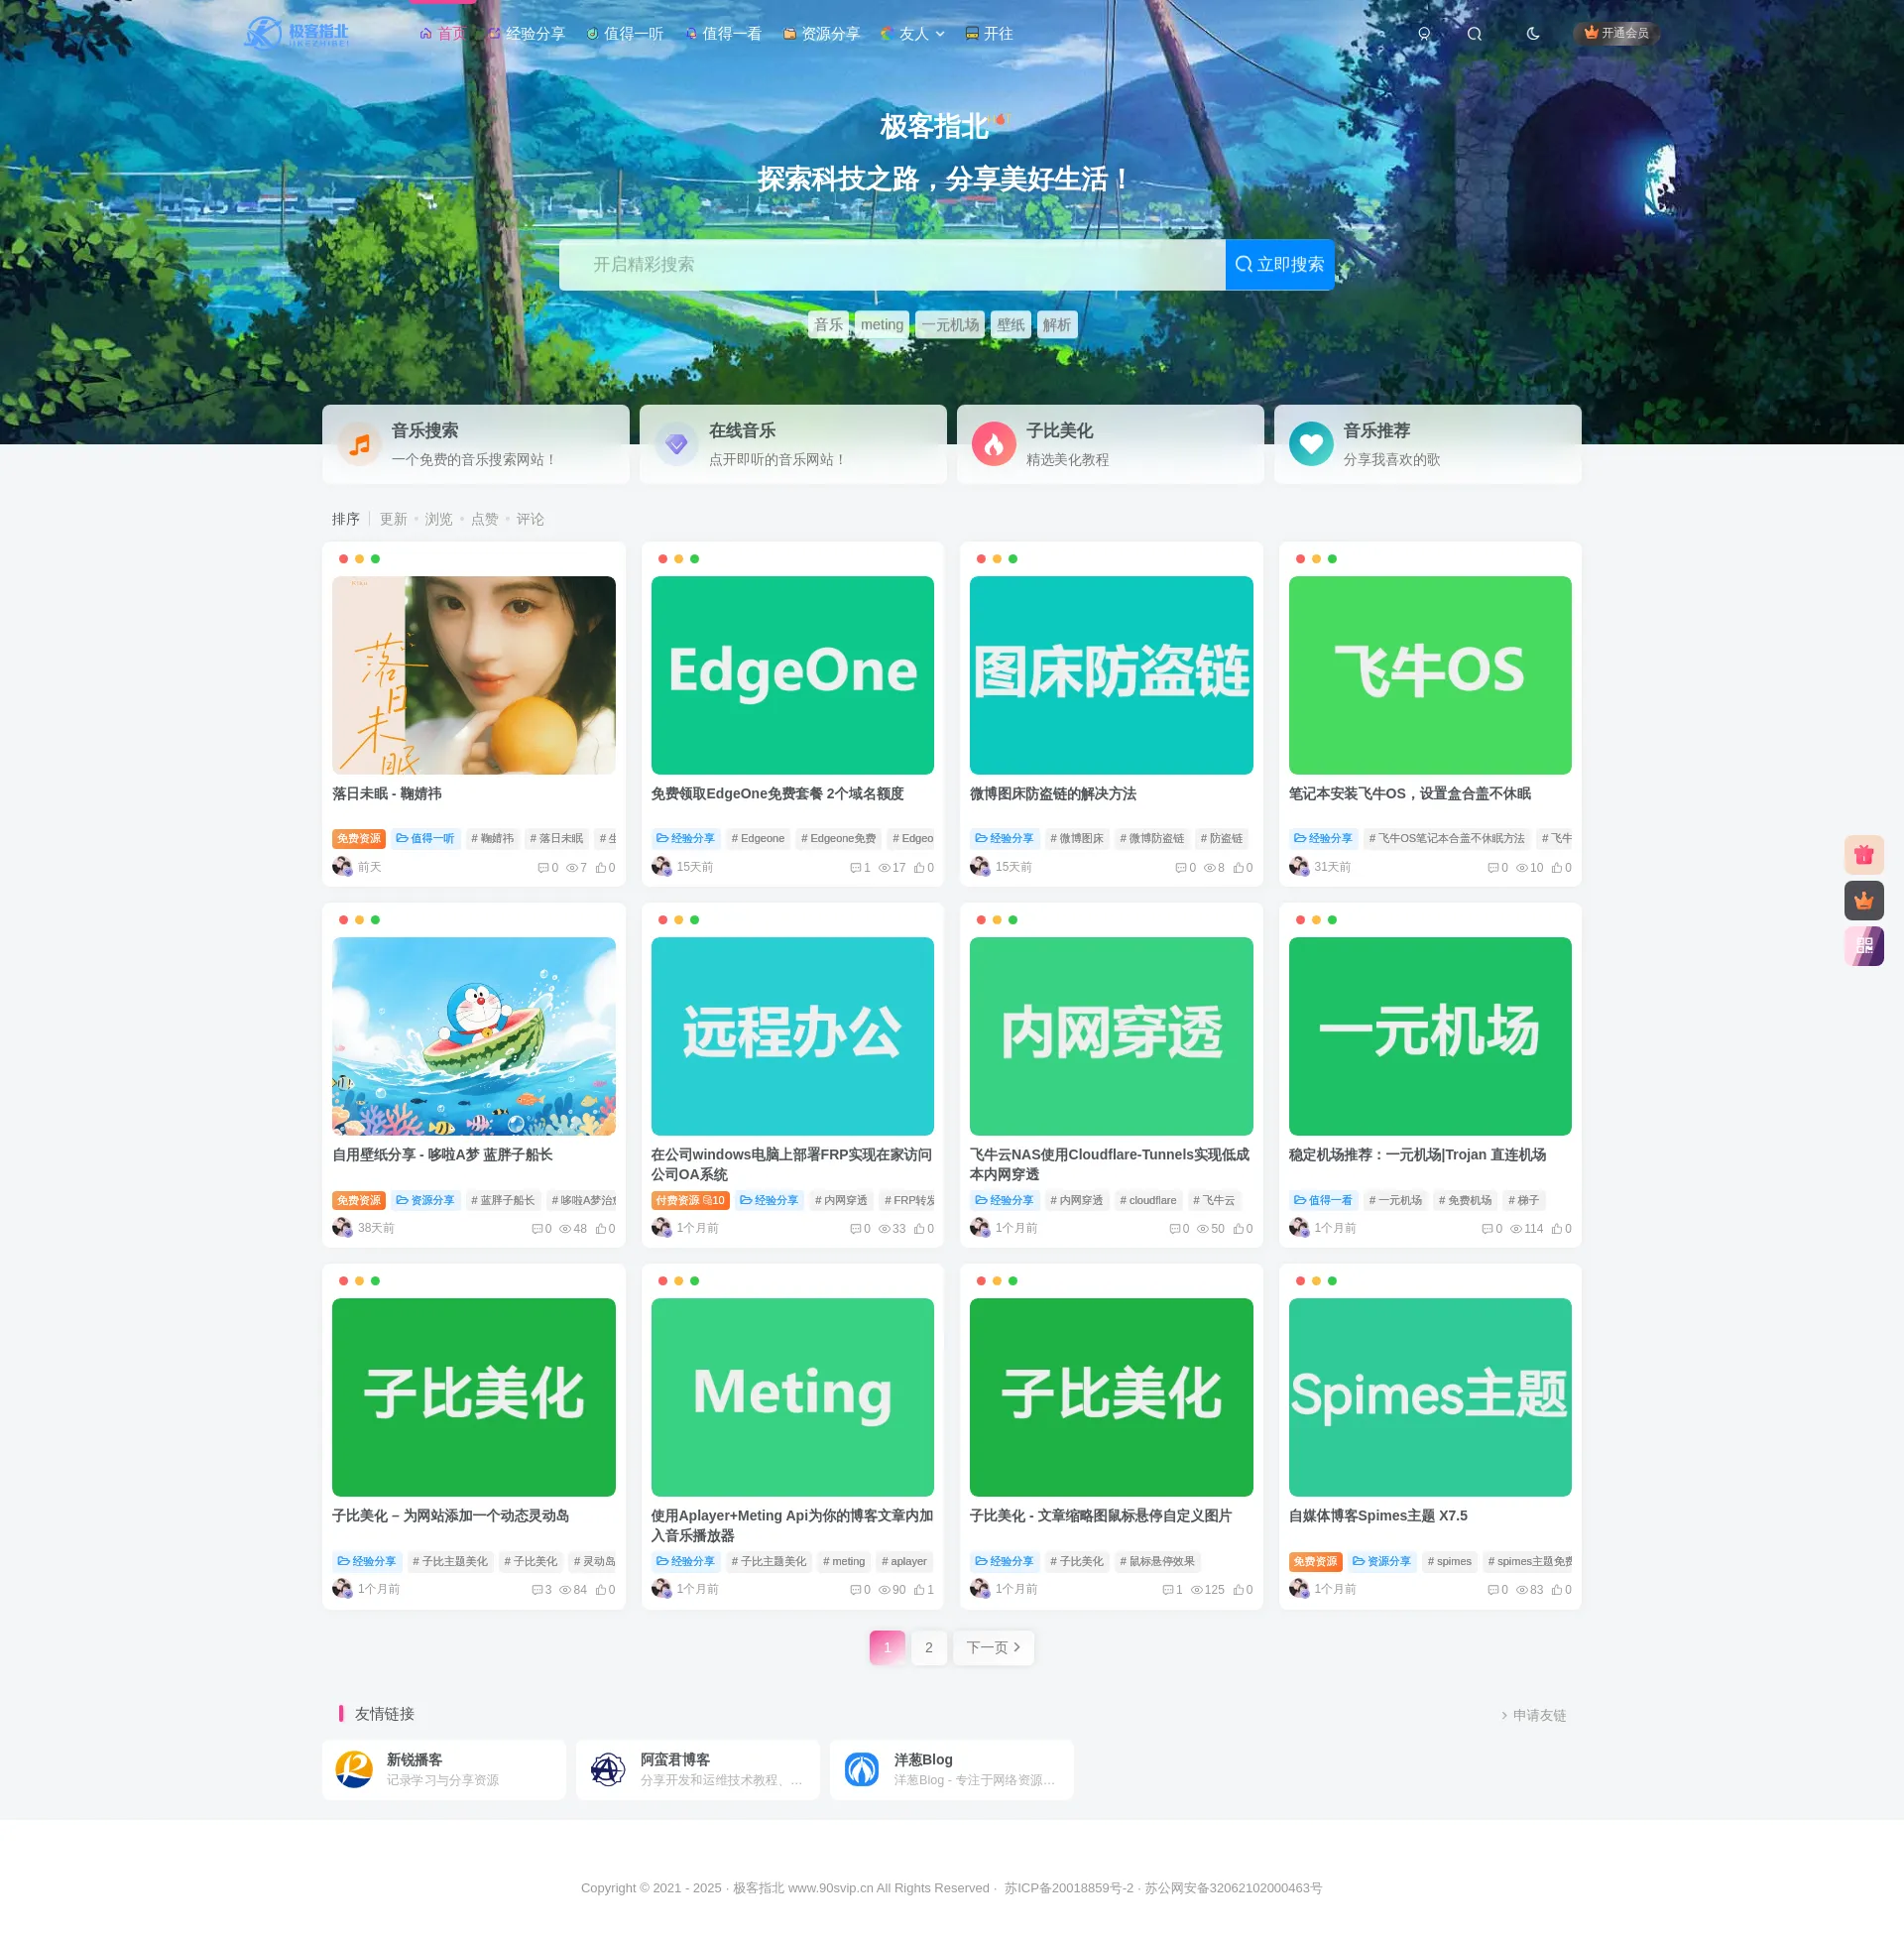 极客指北
JIKEZHIBEI
首页
经验分享
值得一听
值得一看
资源分享
友人
开往
开通会员
极客指北
探索科技之路，分享美好生活！
开启精彩搜索
立即搜索
音乐 meting 一元机场 壁纸 解析
音乐搜索
一个免费的音乐搜索网站！
在线音乐
点开即听的音乐网站！
子比美化
精选美化教程
音乐推荐
分享我喜欢的歌
排序 更新 浏览 点赞 评论
落日未眠
落日未眠 - 鞠婧祎
免费资源 值得一听 # 鞠婧祎 # 落日未眠 #
前天 0 7 0
EdgeOne
免费领取EdgeOne免费套餐 2个域名额度
经验分享 # Edgeone # Edgeone免费 # Edgeo
15天前 1 17 0
图床防盗链
微博图床防盗链的解决方法
经验分享 # 微博图床 # 微博防盗链 # 防盗链
15天前 0 8 0
飞牛OS
笔记本安装飞牛OS，设置盒合盖不休眠
经验分享 # 飞牛OS笔记本合盖不休眠方法 # 飞牛
31天前 0 10 0
自用壁纸分享 - 哆啦A梦 蓝胖子船长
免费资源 资源分享 # 蓝胖子船长 # 哆啦A梦治
38天前 0 48 0
远程办公
在公司windows电脑上部署FRP实现在家访问
公司OA系统
付费资源 10 经验分享 # 内网穿透 # FRP转发
1个月前 0 33 0
内网穿透
飞牛云NAS使用Cloudflare-Tunnels实现低成
本内网穿透
经验分享 # 内网穿透 # cloudflare # 飞牛云
1个月前 0 50 0
一元机场
稳定机场推荐：一元机场|Trojan 直连机场
值得一看 # 一元机场 # 免费机场 # 梯子
1个月前 0 114 0
子比美化
子比美化 – 为网站添加一个动态灵动岛
经验分享 # 子比主题美化 # 子比美化 # 灵动岛
1个月前 3 84 0
Meting
使用Aplayer+Meting Api为你的博客文章内加
入音乐播放器
经验分享 # 子比主题美化 # meting # aplayer
1个月前 0 90 1
子比美化
子比美化 - 文章缩略图鼠标悬停自定义图片
经验分享 # 子比美化 # 鼠标悬停效果
1个月前 1 125 0
Spimes主题
自媒体博客Spimes主题 X7.5
免费资源 资源分享 # spimes # spimes主题免费
1个月前 0 83 0
1 2 下一页
友情链接
申请友链
新锐播客
记录学习与分享资源
阿蛮君博客
分享开发和运维技术教程、...
洋葱Blog
洋葱Blog - 专注于网络资源...
Copyright © 2021 - 2025 · 极客指北 www.90svip.cn All Rights Reserved · 苏ICP备20018859号-2 · 苏公网安备32062102000463号